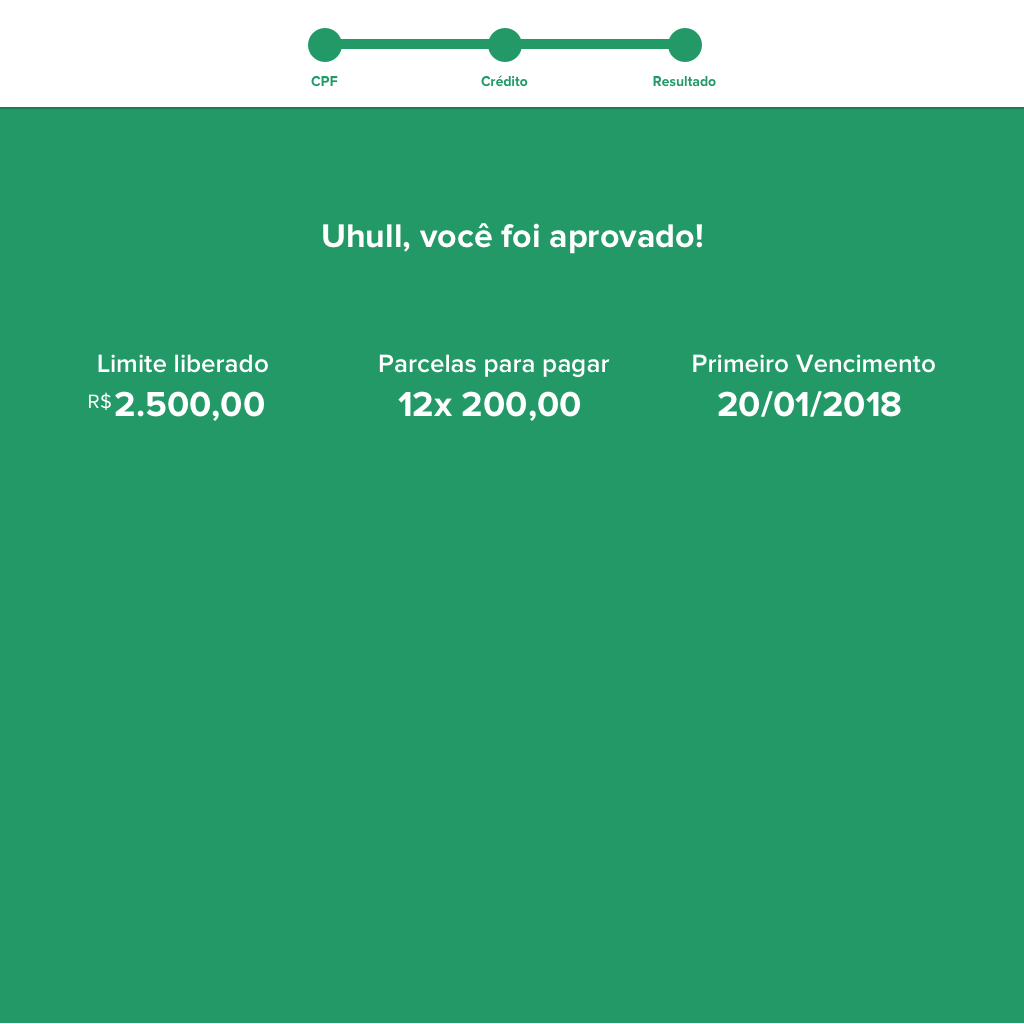 CPF Crédito Resultado
Uhull, você foi aprovado!
Limite liberado Parcelas para pagar Primeiro Vencimento
R$ 2.500,00 12x 200,00 20/01/2018